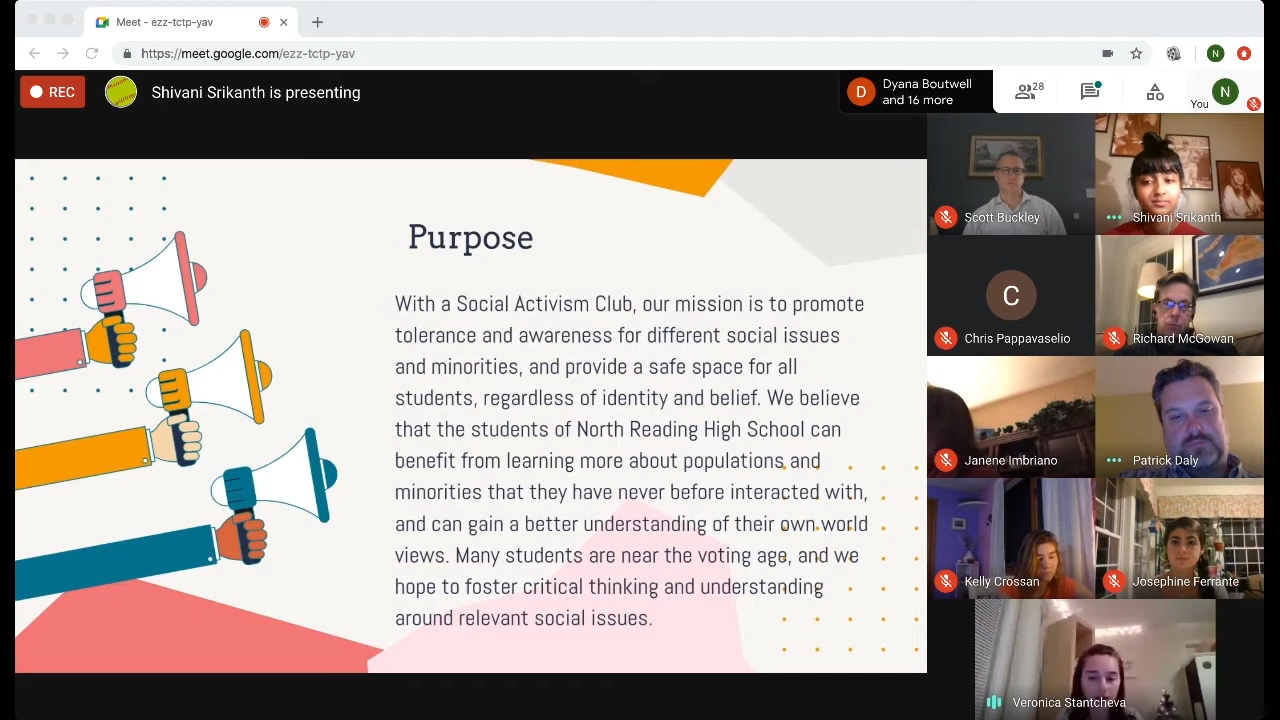 Meet - ezz-tctp-yav
https://meet.google.com/ezz-tctp-yav
N
REC
Shivani Srikanth is presenting
D
Dyana Boutwell
and 16 more
28
You
N
Scott Buckley
Shivani Srikanth
C
Chris Pappavaselio
Richard McGowan
Janene Imbriano
Patrick Daly
Kelly Crossan
Josephine Ferrante
Veronica Stantcheva
Purpose
With a Social Activism Club, our mission is to promote
tolerance and awareness for different social issues
and minorities, and provide a safe space for all
students, regardless of identity and belief. We believe
that the students of North Reading High School can
benefit from learning more about populations and
minorities that they have never before interacted with,
and can gain a better understanding of their own world
views. Many students are near the voting age, and we
hope to foster critical thinking and understanding
around relevant social issues.